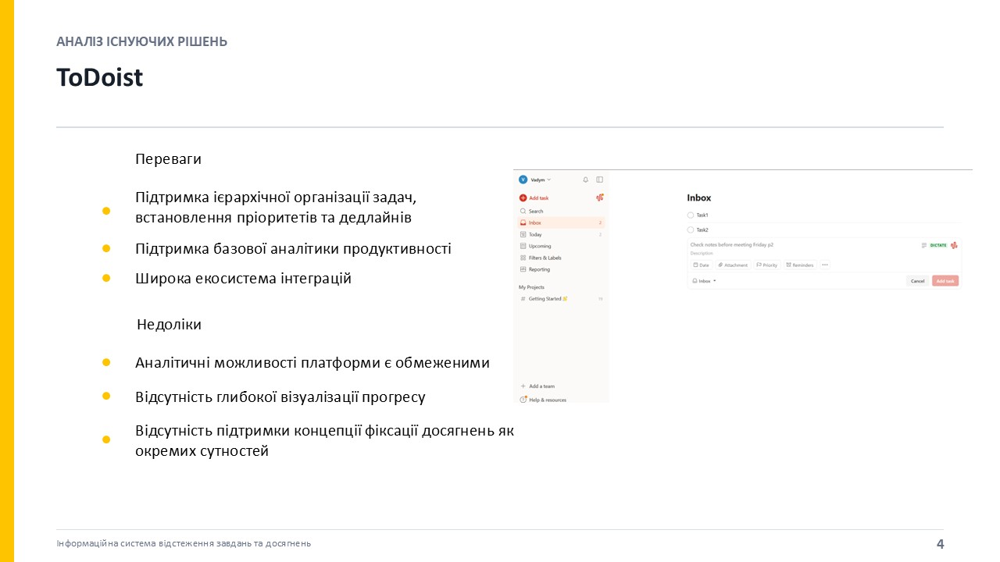 АНАЛІЗ ІСНУЮЧИХ РІШЕНЬ
ToDoist
Переваги
Підтримка ієрархічної організації задач,
встановлення пріоритетів та дедлайнів
Підтримка базової аналітики продуктивності
Широка екосистема інтеграцій
Недоліки
Аналітичні можливості платформи є обмеженими
Відсутність глибокої візуалізації прогресу
Відсутність підтримки концепції фіксації досягнень як
окремих сутностей
V Vadym
Add task
Search
Inbox 3
Today 2
Upcoming
Filters & Labels
Reporting
My Projects
# Getting Started
Add a team
Help & resources
Inbox
Task1
Task2
Check notes before meeting Friday p2
DICTATE
Description
Date Attachment Priority Reminders
Inbox
Cancel Add task
Інформаційна система відстеження завдань та досягнень
4